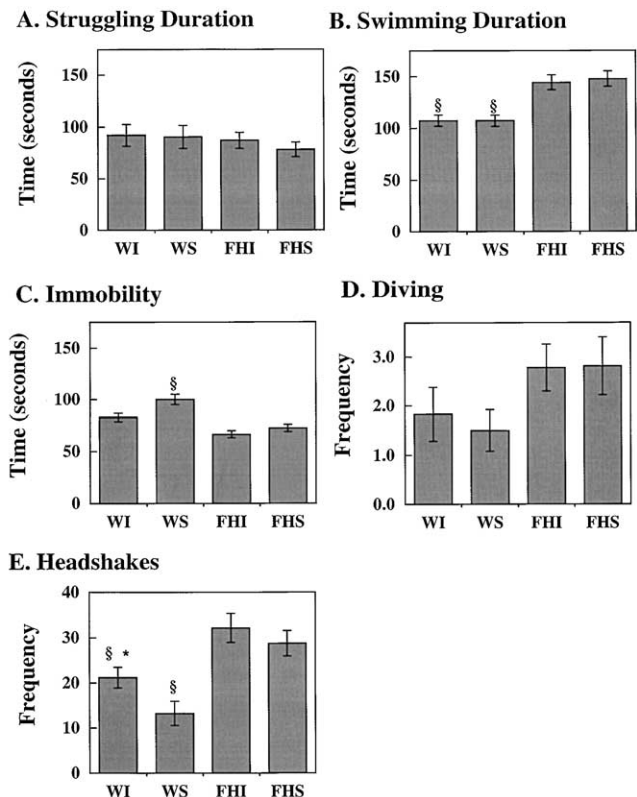 A. Struggling Duration
Time (seconds)
150
100
50
0
WI WS FHI FHS
B. Swimming Duration
Time (seconds)
150
100
50
0
§ §
WI WS FHI FHS
C. Immobility
Time (seconds)
150
100
50
0
§
WI WS FHI FHS
D. Diving
Frequency
3.0
2.0
1.0
0.0
WI WS FHI FHS
E. Headshakes
Frequency
40
30
20
10
0
§ * §
WI WS FHI FHS